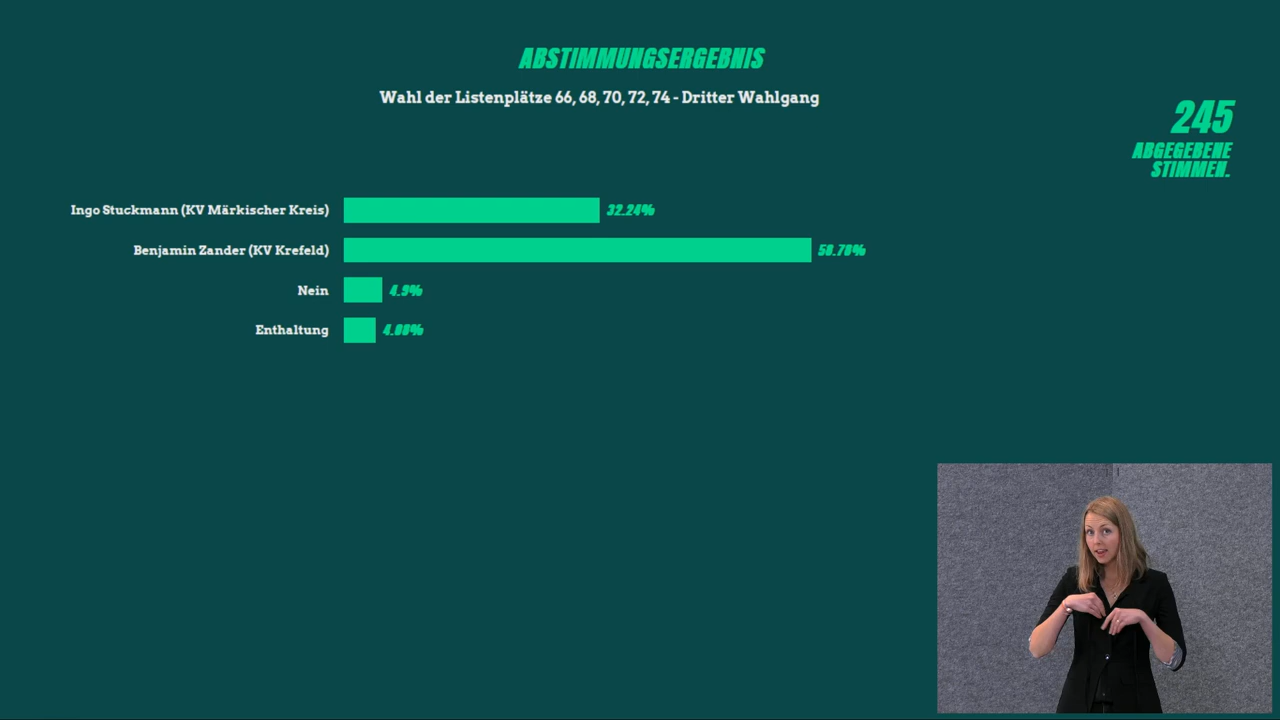 ABSTIMMUNGSERGEBNIS
Wahl der Listenplätze 66, 68, 70, 72, 74 - Dritter Wahlgang
245
ABGEGEBENE
STIMMEN.
Ingo Stuckmann (KV Märkischer Kreis) 32.24%
Benjamin Zander (KV Krefeld) 58.78%
Nein 4.9%
Enthaltung 4.08%